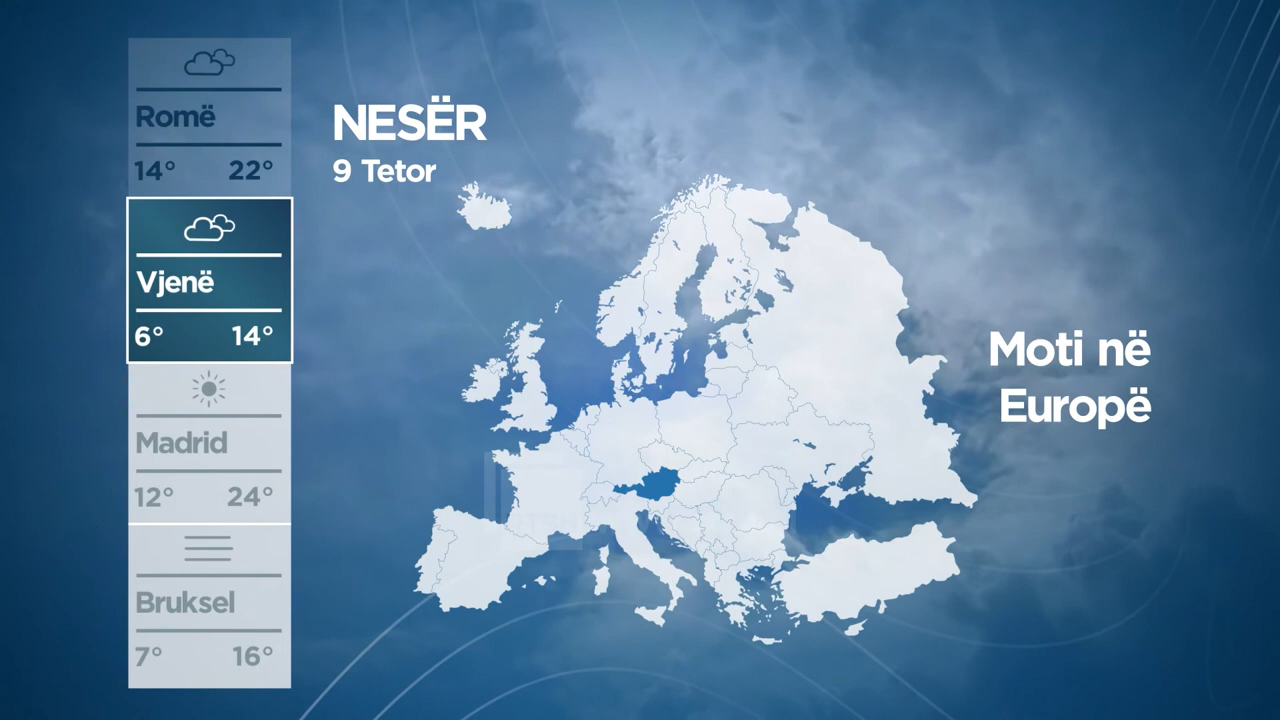 Romë
14° 22°
Vjenë
6° 14°
Madrid
12° 24°
Bruksel
7° 16°
NESËR
9 Tetor
Moti në
Europë